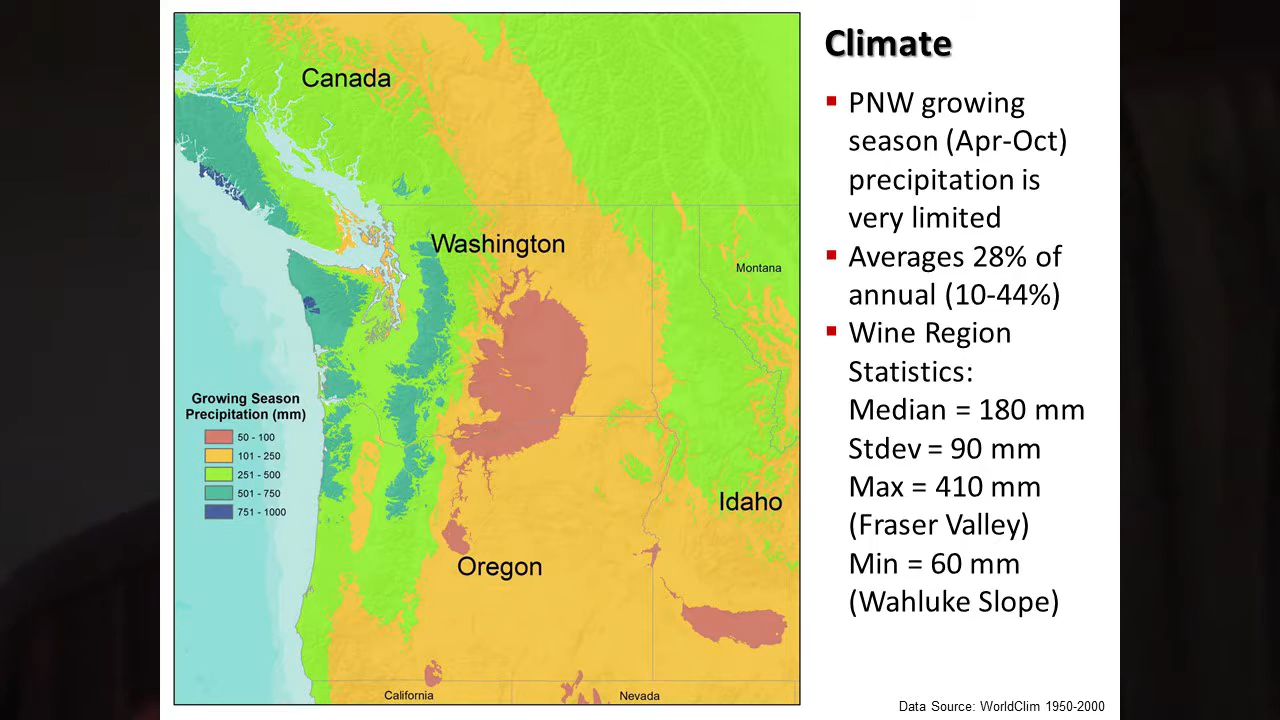 Canada
Washington
Montana
Growing Season
Precipitation (mm)
50 - 100
101 - 250
251 - 500
501 - 750
751 - 1000
Idaho
Oregon
California
Nevada
Climate
PNW growing
season (Apr-Oct)
precipitation is
very limited
Averages 28% of
annual (10-44%)
Wine Region
Statistics:
Median = 180 mm
Stdev = 90 mm
Max = 410 mm
(Fraser Valley)
Min = 60 mm
(Wahluke Slope)
Data Source: WorldClim 1950-2000